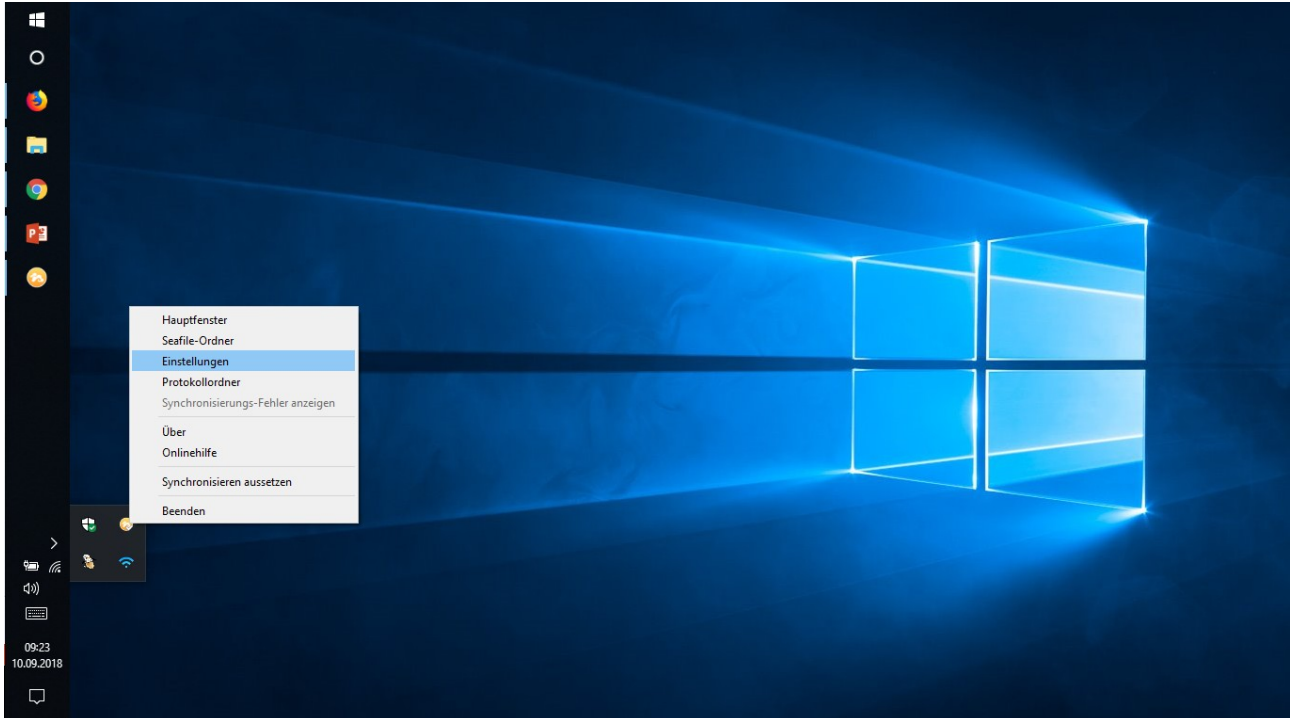 Hauptfenster
Seafile-Ordner
Einstellungen
Protokollordner
Synchronisierungs-Fehler anzeigen
Über
Onlinehilfe
Synchronisieren aussetzen
Beenden
09:23
10.09.2018